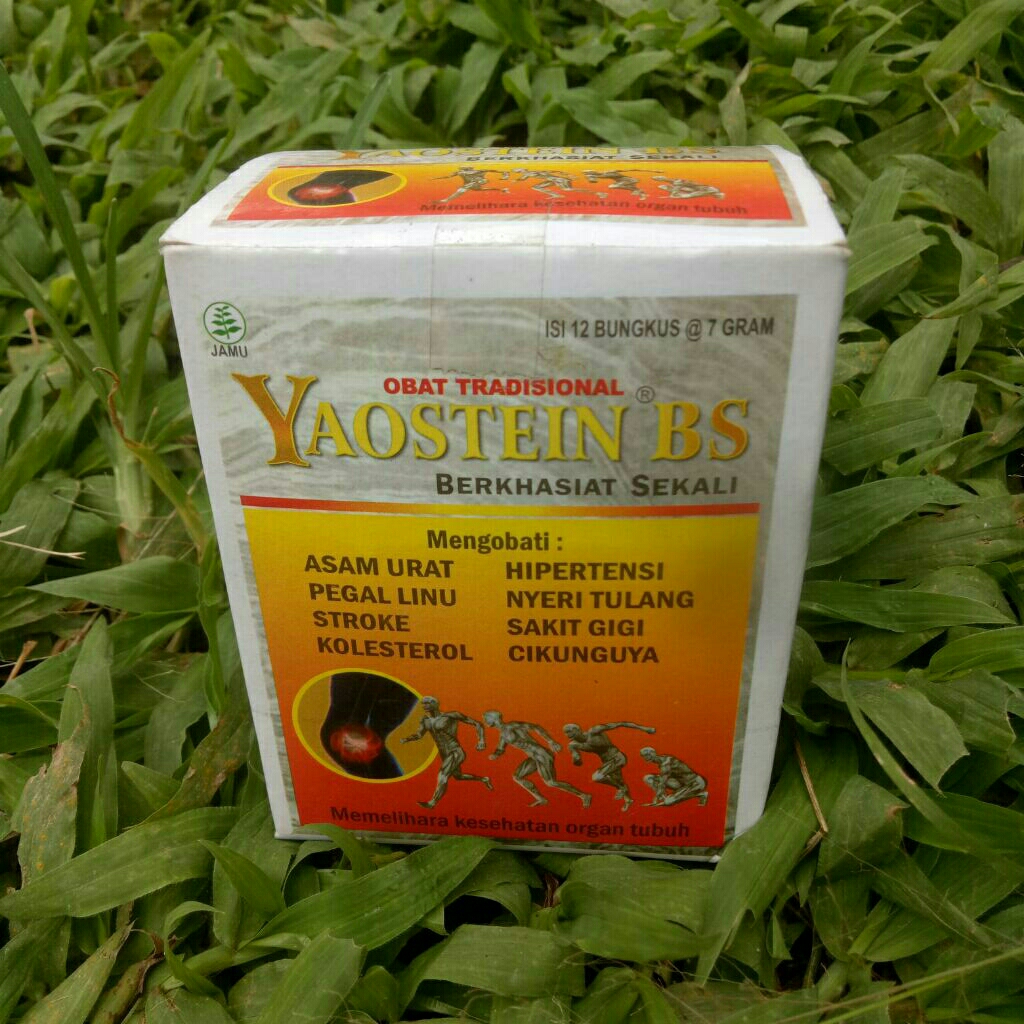 YAOSTEIN BS
BERKHASIAT SEKALI
Memelihara kesehatan organ tubuh
JAMU
ISI 12 BUNGKUS @ 7 GRAM
OBAT TRADISIONAL
YAOSTEIN® BS
BERKHASIAT SEKALI
Mengobati :
ASAM URAT HIPERTENSI
PEGAL LINU NYERI TULANG
STROKE SAKIT GIGI
KOLESTEROL CIKUNGUYA
Memelihara kesehatan organ tubuh